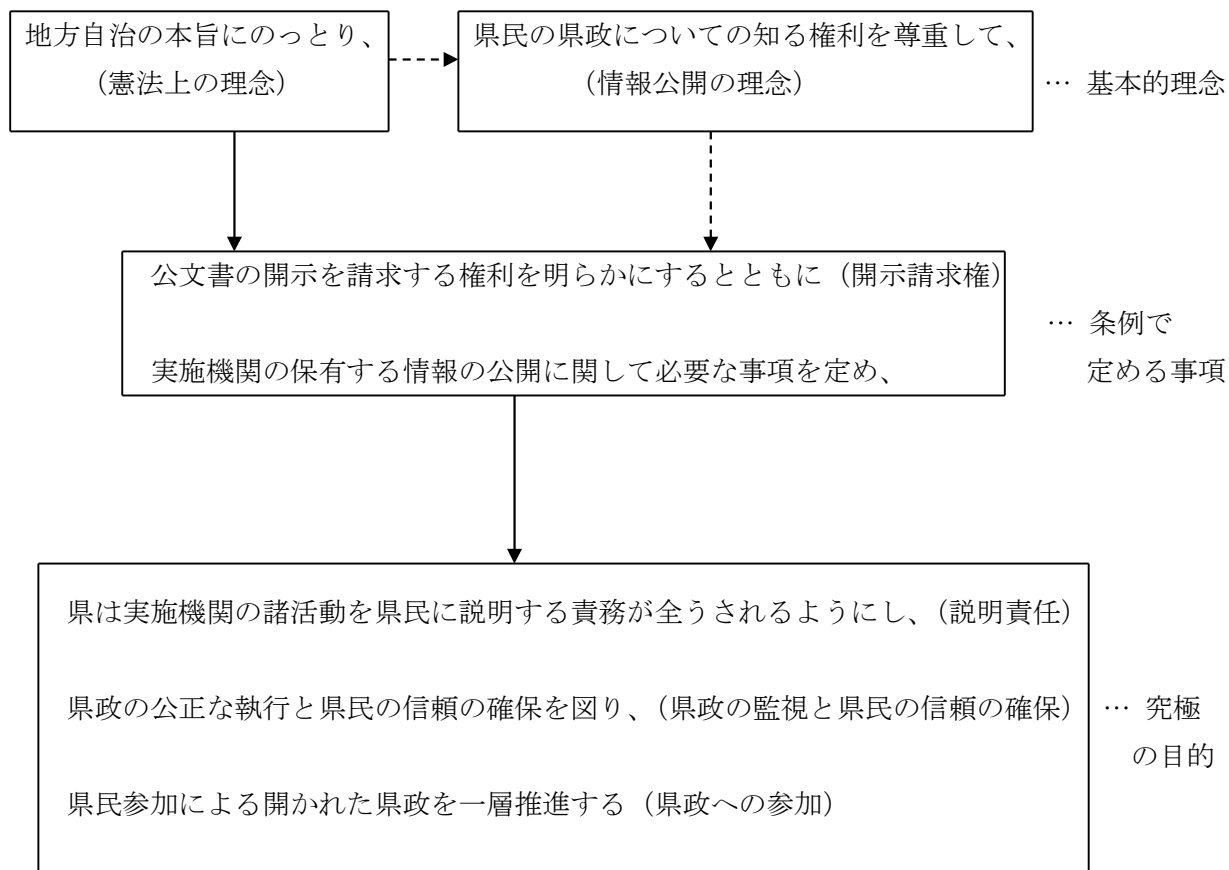 地方自治の本旨にのっとり、
（憲法上の理念）
県民の県政についての知る権利を尊重して、
（情報公開の理念）
… 基本的理念
公文書の開示を請求する権利を明らかにするとともに（開示請求権）
実施機関の保有する情報の公開に関して必要な事項を定め、
… 条例で
定める事項
県は実施機関の諸活動を県民に説明する責務が全うされるようにし、（説明責任）
県政の公正な執行と県民の信頼の確保を図り、（県政の監視と県民の信頼の確保）
県民参加による開かれた県政を一層推進する（県政への参加）
… 究極
の目的